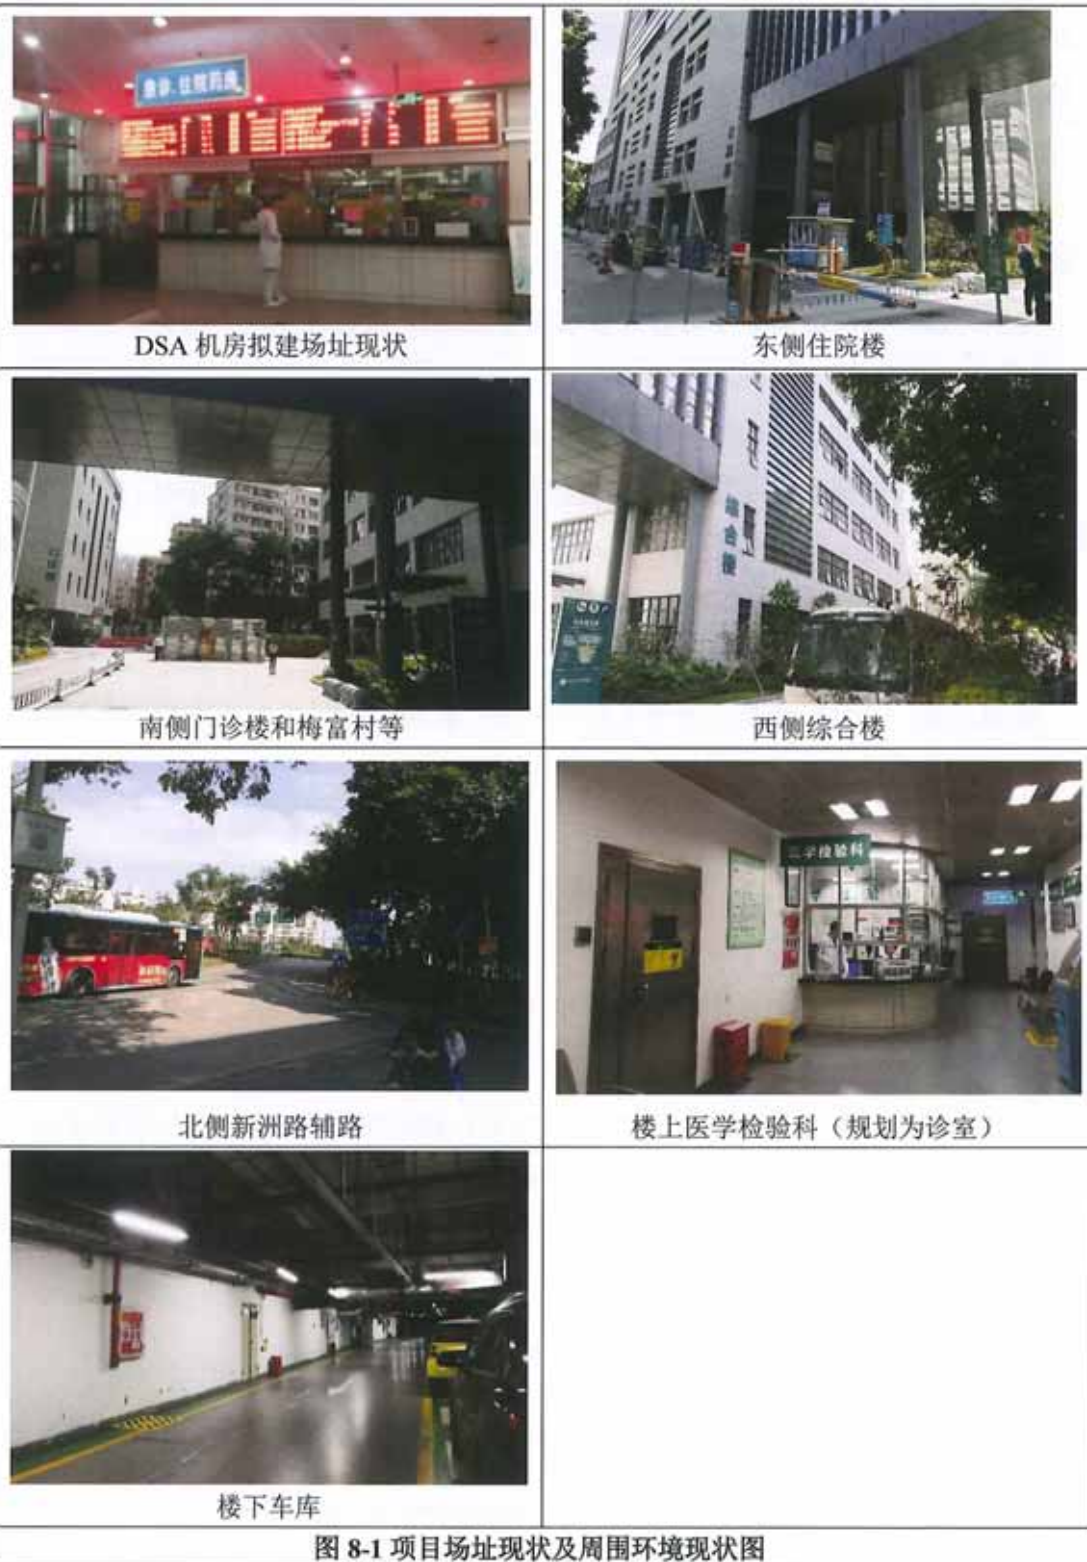 急诊、住院药房
DSA 机房拟建场址现状
东侧住院楼
南侧门诊楼和梅富村等
综合楼
西侧综合楼
医学检验科
北侧新洲路辅路
楼上医学检验科（规划为诊室）
楼下车库
图 8-1 项目场址现状及周围环境现状图